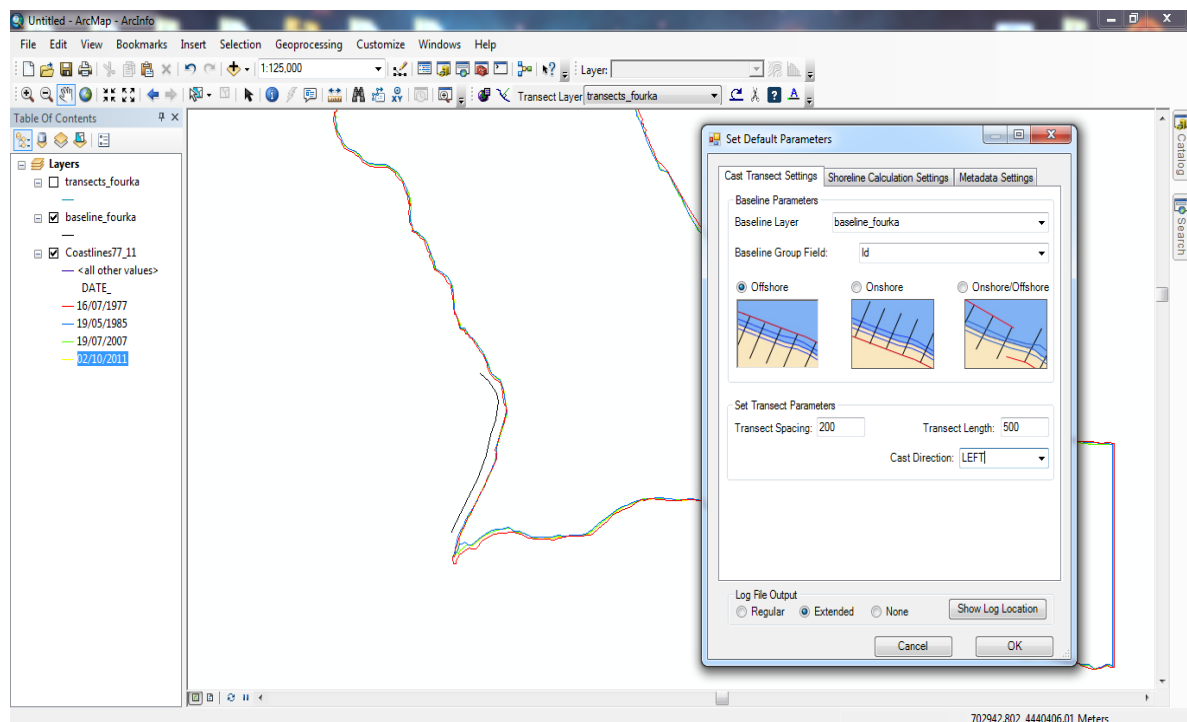 Untitled - ArcMap - ArcInfo
File Edit View Bookmarks Insert Selection Geoprocessing Customize Windows Help
1:125,000
Layer:
Transect Layer transects_fourka
Table Of Contents
Layers
transects_fourka
baseline_fourka
Coastlines77_11
<all other values>
DATE_
16/07/1977
19/05/1985
19/07/2007
02/10/2011
Set Default Parameters
Cast Transect Settings Shoreline Calculation Settings Metadata Settings
Baseline Parameters
Baseline Layer baseline_fourka
Baseline Group Field: Id
Offshore Onshore Onshore/Offshore
Set Transect Parameters
Transect Spacing: 200 Transect Length: 500
Cast Direction: LEFT
Log File Output
Regular Extended None Show Log Location
Cancel OK
Catalog
Search
702942,802 4440406,01 Meters